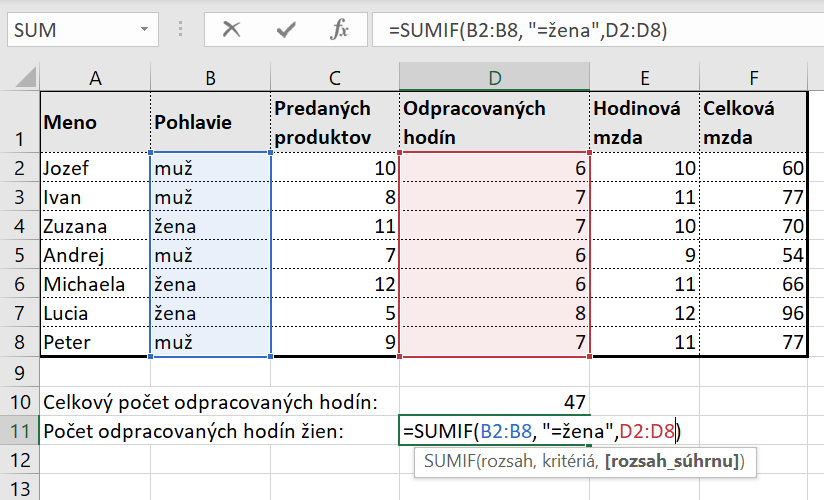 SUM fx =SUMIF(B2:B8, "=žena",D2:D8)
A B C D E F
1 Meno Pohlavie Predaných produktov Odpracovaných hodín Hodinová mzda Celková mzda
2 Jozef muž 10 6 10 60
3 Ivan muž 8 7 11 77
4 Zuzana žena 11 7 10 70
5 Andrej muž 7 6 9 54
6 Michaela žena 12 6 11 66
7 Lucia žena 5 8 12 96
8 Peter muž 9 7 11 77
9
10 Celkový počet odpracovaných hodín: 47
11 Počet odpracovaných hodín žien: =SUMIF(B2:B8, "=žena",D2:D8)
12 SUMIF(rozsah, kritériá, [rozsah_súhrnu])
13